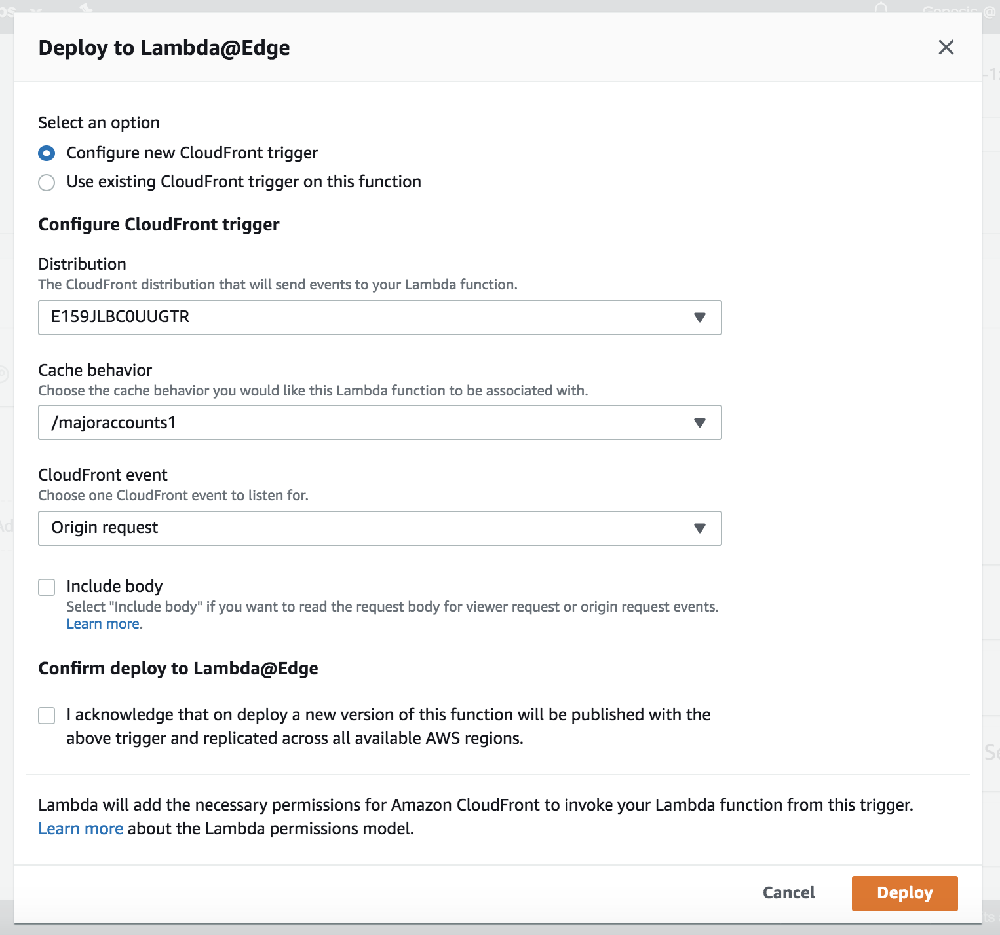 Deploy to Lambda@Edge
Select an option
Configure new CloudFront trigger
Use existing CloudFront trigger on this function
Configure CloudFront trigger
Distribution
The CloudFront distribution that will send events to your Lambda function.
E159JLBC0UUGTR
Cache behavior
Choose the cache behavior you would like this Lambda function to be associated with.
/majoraccounts1
CloudFront event
Choose one CloudFront event to listen for.
Origin request
Include body
Select "Include body" if you want to read the request body for viewer request or origin request events.
Learn more.
Confirm deploy to Lambda@Edge
I acknowledge that on deploy a new version of this function will be published with the
above trigger and replicated across all available AWS regions.
Lambda will add the necessary permissions for Amazon CloudFront to invoke your Lambda function from this trigger.
Learn more about the Lambda permissions model.
Cancel
Deploy